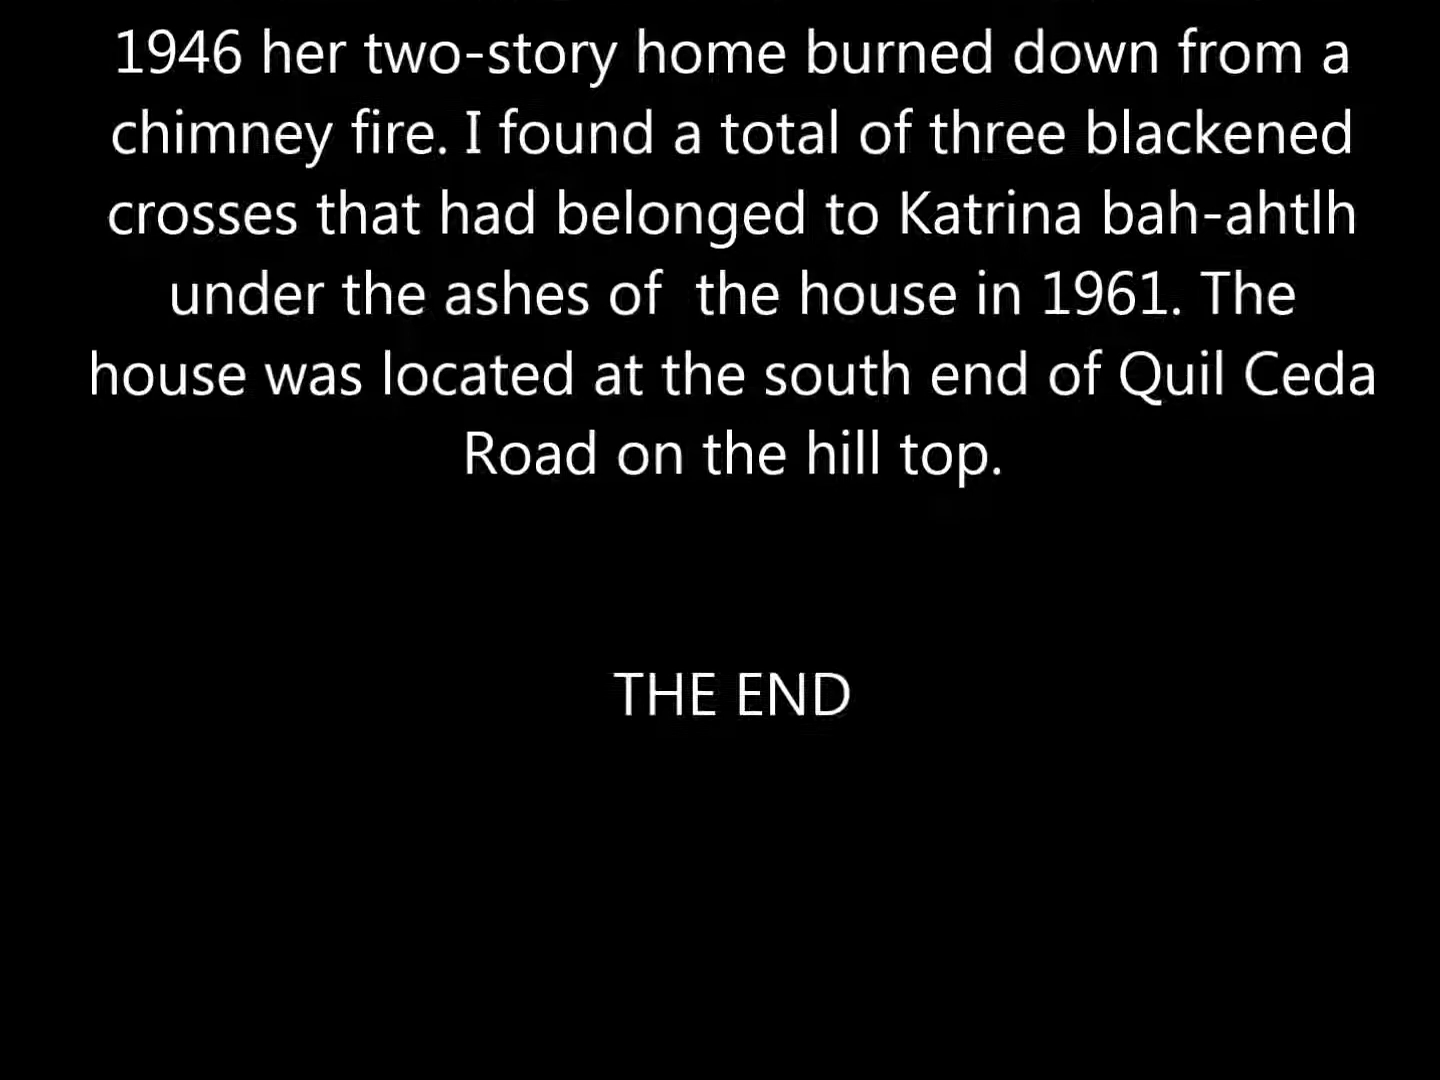 1946 her two-story home burned down from a
chimney fire. I found a total of three blackened
crosses that had belonged to Katrina bah-ahtlh
under the ashes of  the house in 1961. The
house was located at the south end of Quil Ceda
Road on the hill top.
THE END